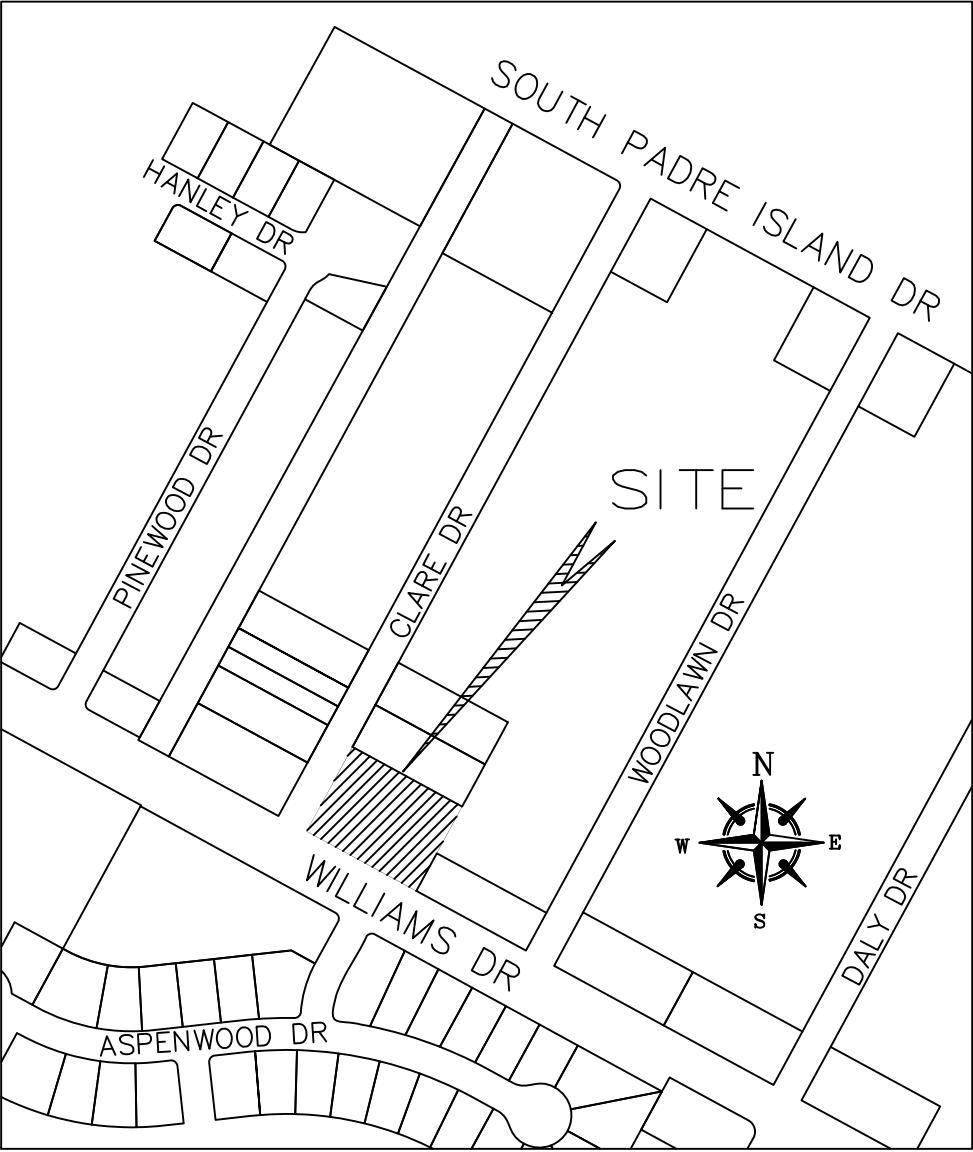 SOUTH PADRE ISLAND DR
HANLEY DR
PINEWOOD DR
SITE
CLARE DR
WOODLAWN DR
N
W
E
S
WILLIAMS DR
DALY DR
ASPENWOOD DR